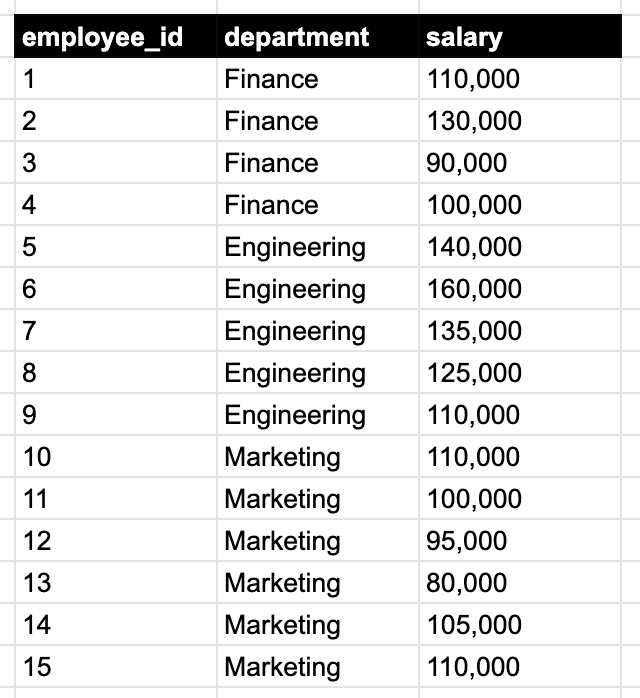 employee_id department salary
1 Finance 110,000
2 Finance 130,000
3 Finance 90,000
4 Finance 100,000
5 Engineering 140,000
6 Engineering 160,000
7 Engineering 135,000
8 Engineering 125,000
9 Engineering 110,000
10 Marketing 110,000
11 Marketing 100,000
12 Marketing 95,000
13 Marketing 80,000
14 Marketing 105,000
15 Marketing 110,000